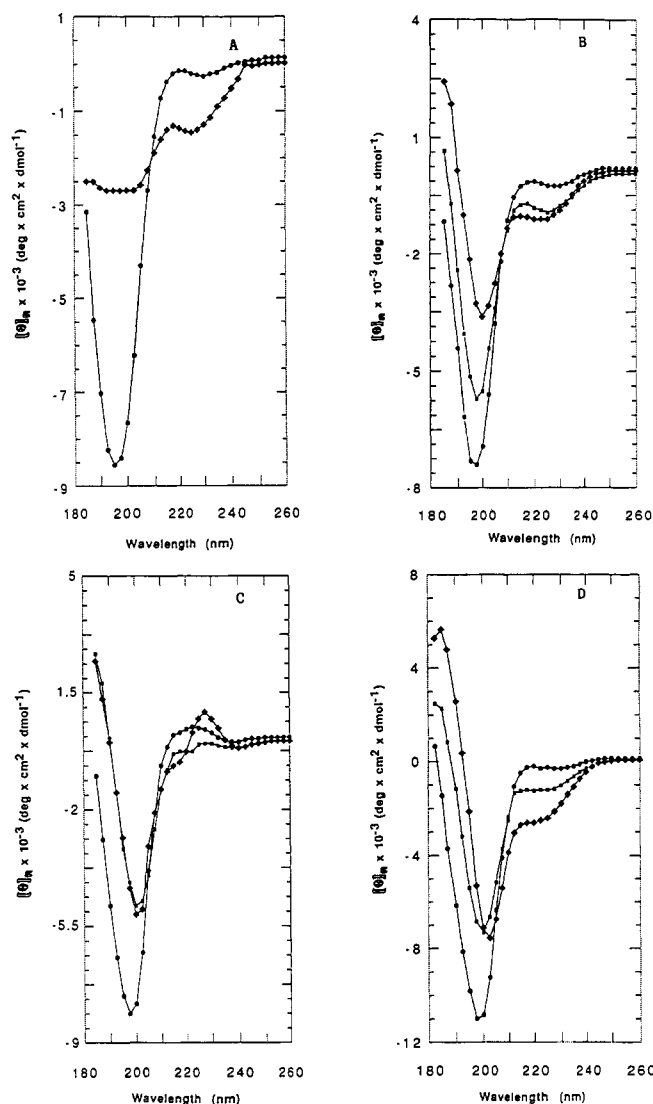 A
1
-1
-3
-5
-7
-9
180 200 220 240 260
Wavelength (nm)
[Θ]R x 10-3 (deg x cm2 x dmol-1)
B
4
1
-2
-5
-8
180 200 220 240 260
Wavelength (nm)
[Θ]R x 10-3 (deg x cm2 x dmol-1)
C
5
1.5
-2
-5.5
-9
180 200 220 240 260
Wavelength (nm)
[Θ]R x 10-3 (deg x cm2 x dmol-1)
D
8
4
0
-4
-8
-12
180 200 220 240 260
Wavelength (nm)
[Θ]R x 10-3 (deg x cm2 x dmol-1)